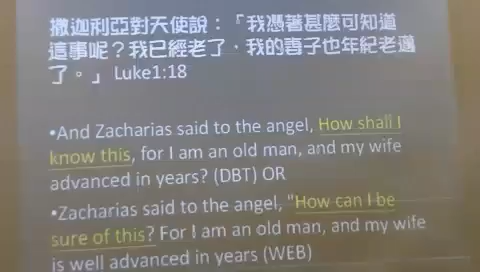 撒迦利亞對天使說：「我憑著甚麼可知道
這事呢？我已經老了，我的妻子也年紀老邁
了。」Luke1:18
•And Zacharias said to the angel, How shall I
know this, for I am an old man, and my wife
advanced in years? (DBT) OR
•Zacharias said to the angel, "How can I be
sure of this? For I am an old man, and my wife
is well advanced in years (WEB)